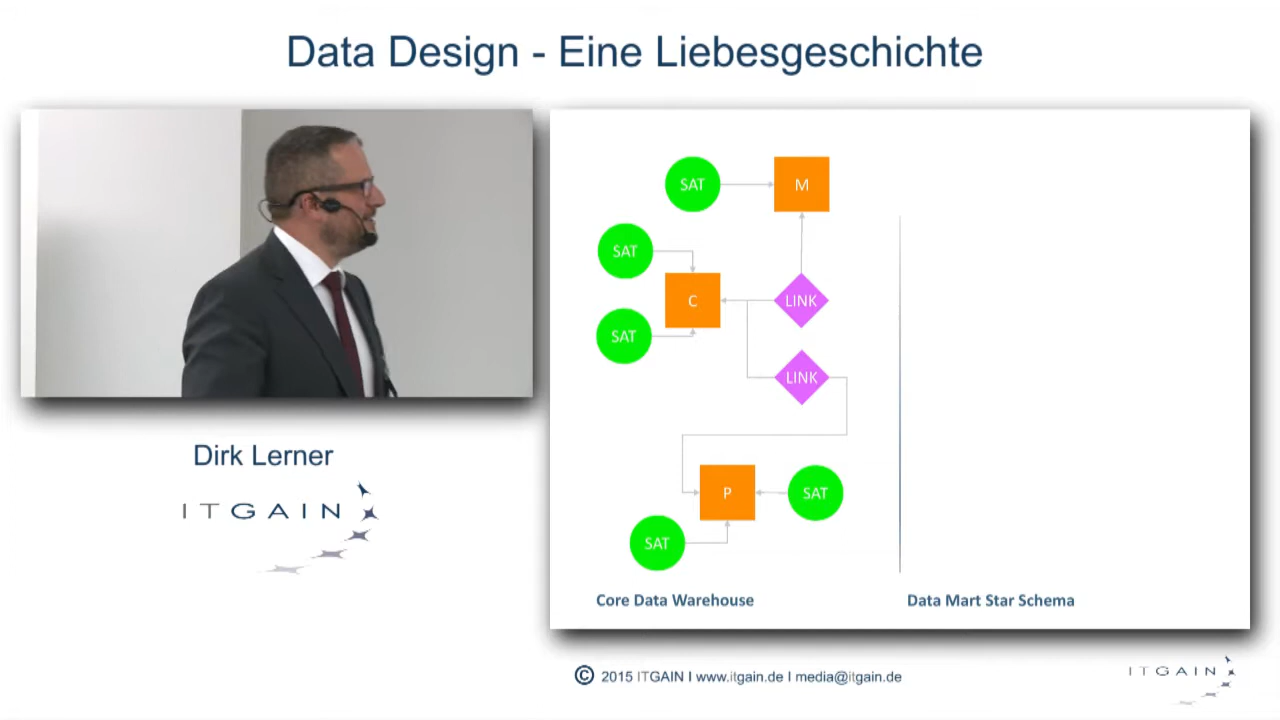 Data Design - Eine Liebesgeschichte
SAT
M
SAT
C
LINK
SAT
LINK
P
SAT
SAT
Core Data Warehouse
Data Mart Star Schema
Dirk Lerner
ITGAIN
© 2015 ITGAIN I www.itgain.de I media@itgain.de
ITGAIN